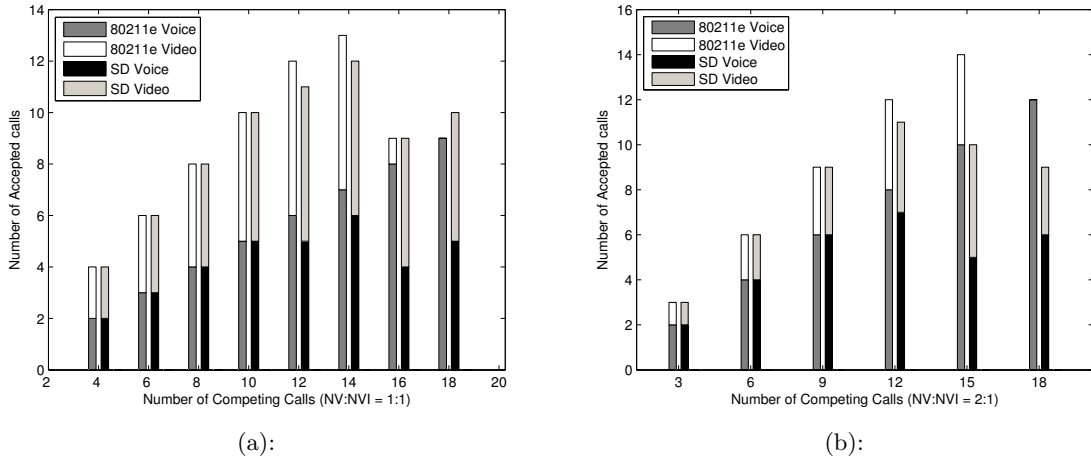 14
12
10
8
6
4
2
0
Number of Accepted calls
80211e Voice
80211e Video
SD Voice
SD Video
2 4 6 8 10 12 14 16 18 20
Number of Competing Calls (NV:NVI = 1:1)
(a):
16
14
12
10
8
6
4
2
0
Number of Accepted calls
80211e Voice
80211e Video
SD Voice
SD Video
3 6 9 12 15 18
Number of Competing Calls (NV:NVI = 2:1)
(b):